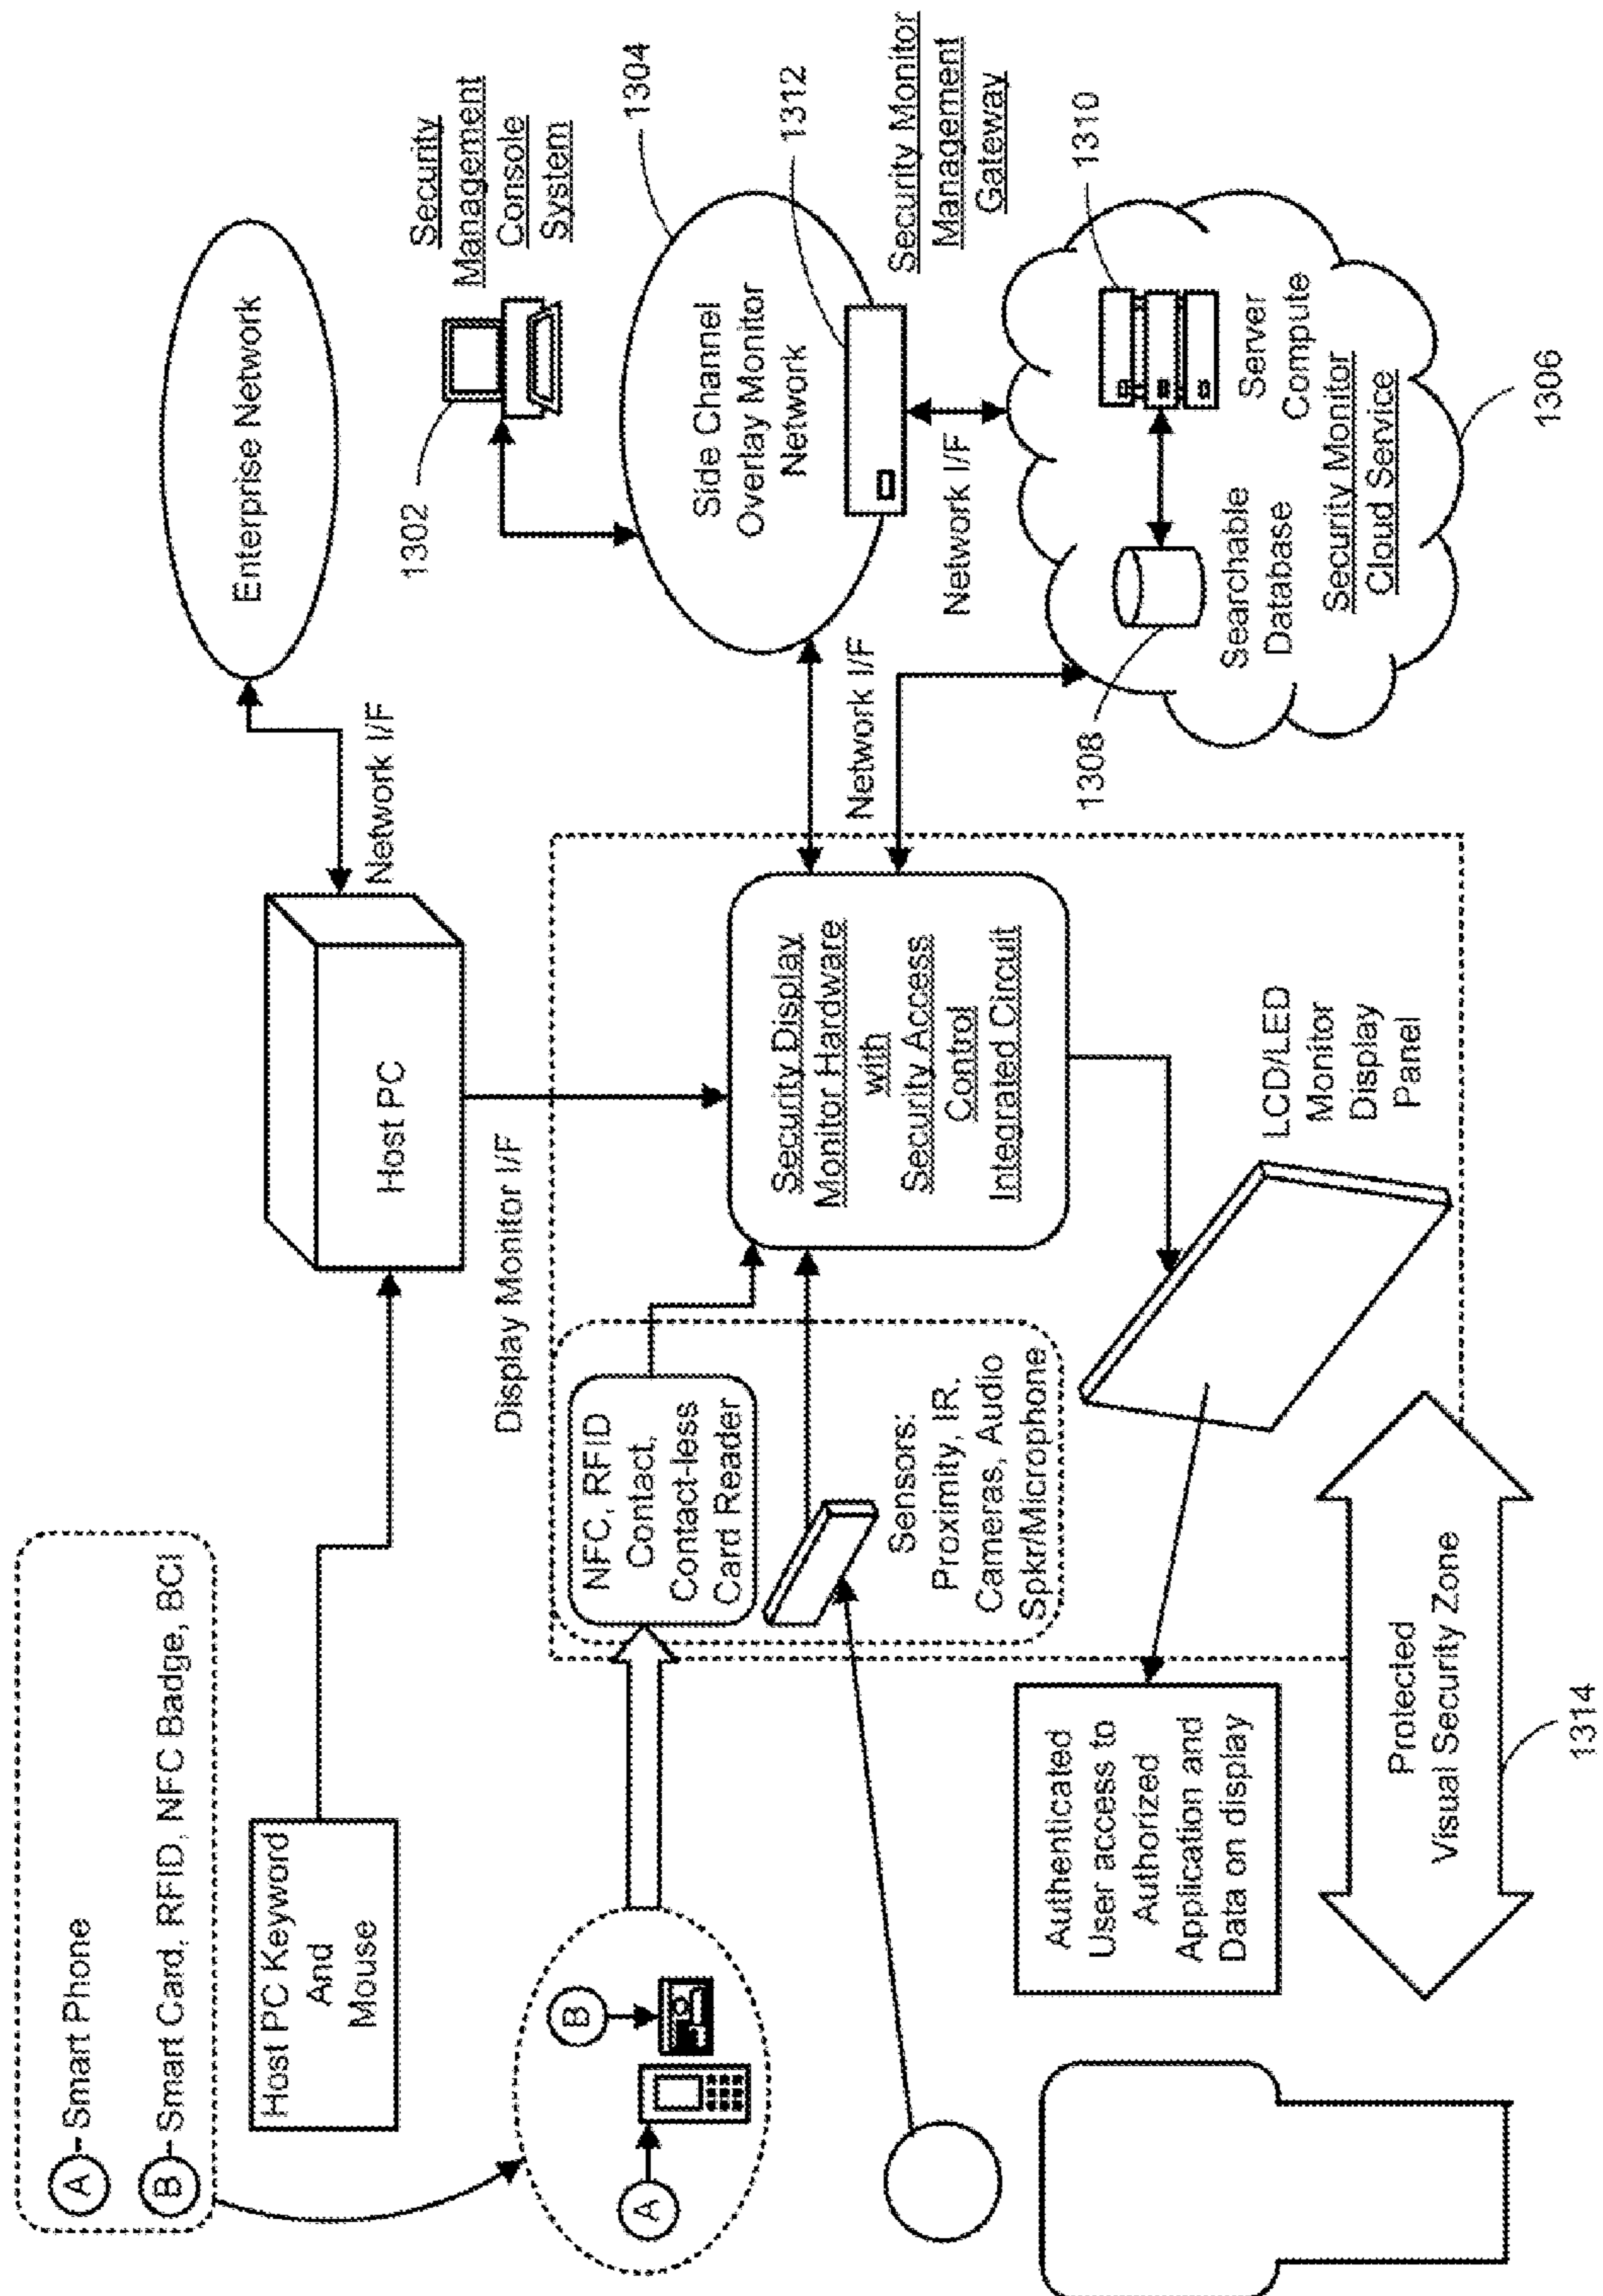 A - Smart Phone
B - Smart Card, RFID, NFC Badge, BCI
Host PC Keyword
And
Mouse
A
B
Host PC
Network I/F
Enterprise Network
Display Monitor I/F
NFC, RFID
Contact,
Contact-less
Card Reader
Sensors:
Proximity, IR,
Cameras, Audio
Spkr/Microphone
Security Display
Monitor Hardware
with
Security Access
Control
Integrated Circuit
LCD/LED
Monitor
Display
Panel
Authenticated
User access to
Authorized
Application and
Data on display
Protected
Visual Security Zone
1314
1302
Security
Management
Console
System
Side Channel
Overlay Monitor
Network
1304
1312
Security Monitor
Management
Gateway
Network I/F
Network I/F
1308
Searchable
Database
1310
Server
Compute
Security Monitor
Cloud Service
1306